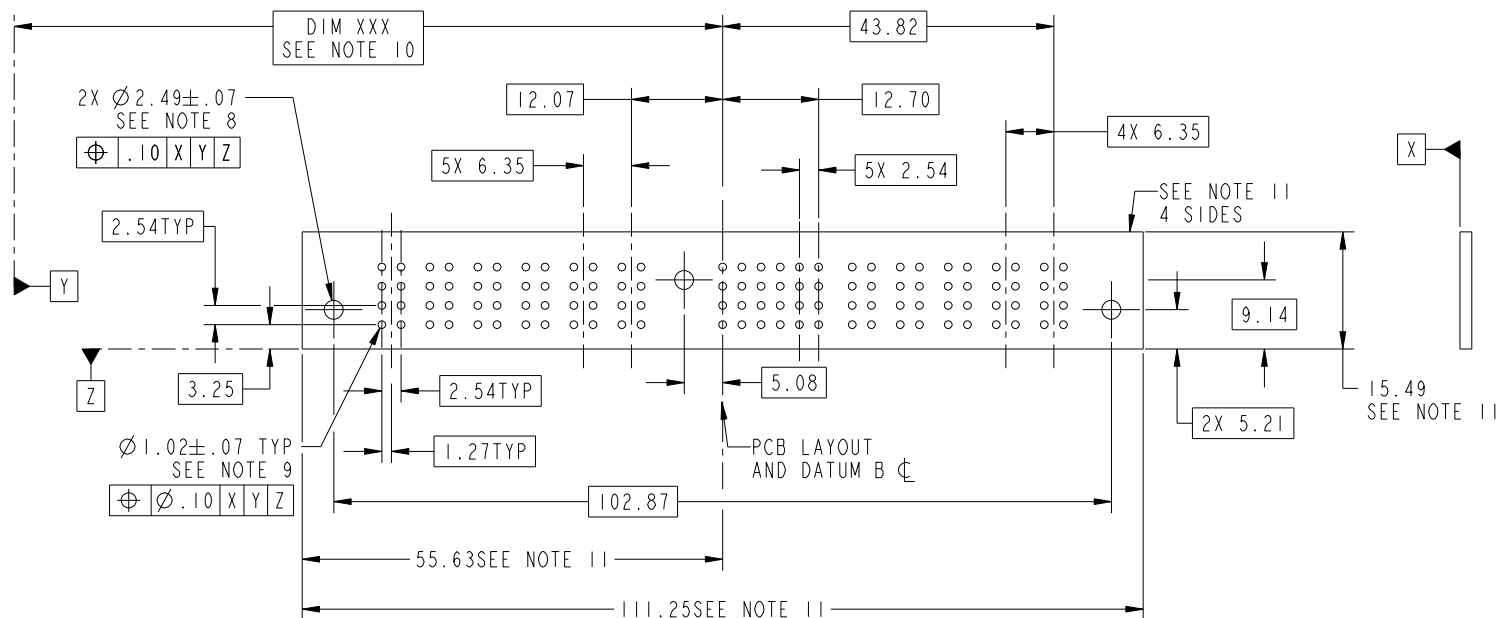 DIM XXX
SEE NOTE 10
43.82
2X Ø2.49±.07
SEE NOTE 8
⌖ .10 X Y Z
12.07
12.70
4X 6.35
X
5X 6.35
5X 2.54
SEE NOTE 11
4 SIDES
2.54TYP
Y
9.14
Z
3.25
2.54TYP
5.08
15.49
SEE NOTE 11
2X 5.21
Ø1.02±.07 TYP
SEE NOTE 9
⌖ Ø.10 X Y Z
1.27TYP
PCB LAYOUT
AND DATUM B ℄
102.87
55.63SEE NOTE 11
111.25SEE NOTE 11